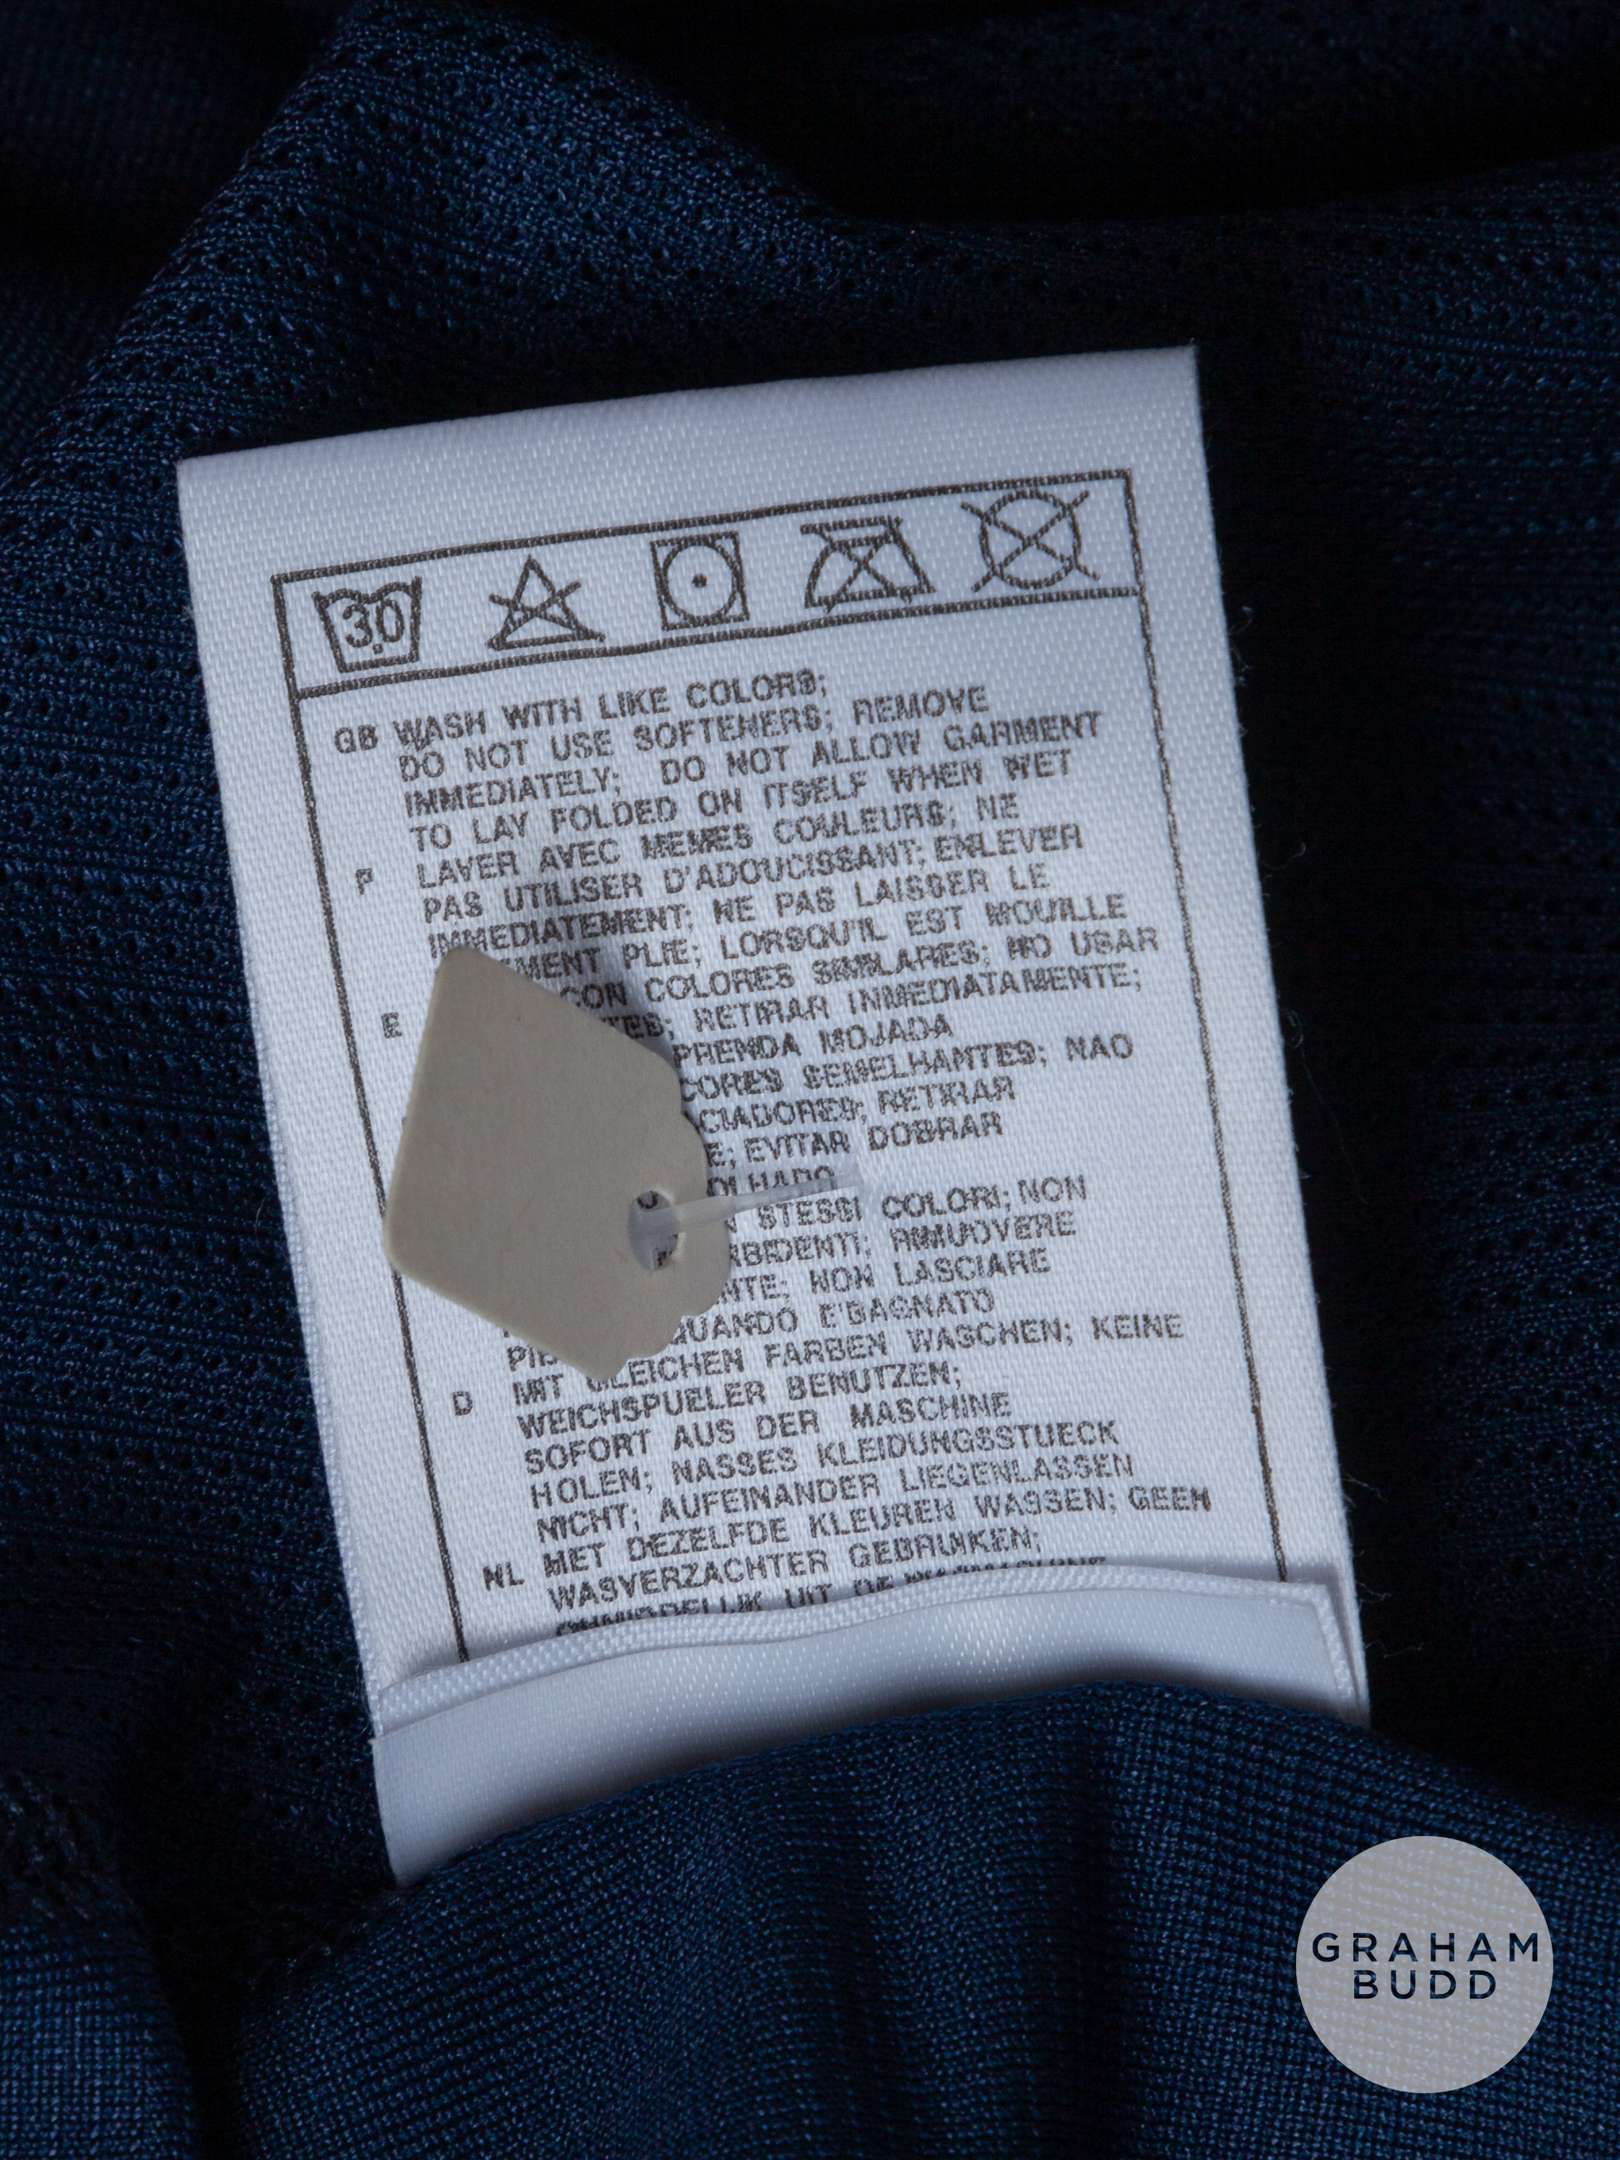 30
GB WASH WITH LIKE COLORS;
DO NOT USE SOFTENERS; REMOVE
IMMEDIATELY; DO NOT ALLOW GARMENT
TO LAY FOLDED ON ITSELF WHEN WET
F LAVER AVEC MEMES COULEURS; NE
PAS UTILISER D'ADOUCISSANT; ENLEVER
IMMEDIATEMENT; NE PAS LAISSER LE
PLIE; LORSQU'IL EST MOUILLE
E CON COLORES SIMILARES; NO USAR
RETIRAR INMEDIATAMENTE;
PRENDA MOJADA
CORES SEMELHANTES; NAO
RETIRAR
EVITAR DOBRAR
STESSI COLORI; NON
RIMUOVERE
NON LASCIARE
QUANDO E'BAGNATO
D MIT GLEICHEN FARBEN WASCHEN; KEINE
WEICHSPUELER BENUTZEN;
SOFORT AUS DER MASCHINE
HOLEN; NASSES KLEIDUNGSSTUECK
NICHT; AUFEINANDER LIEGENLASSEN
NL MET DEZELFDE KLEUREN WASSEN; GEEN
WASVERZACHTER GEBRUIKEN;
UIT DE
GRAHAM
BUDD